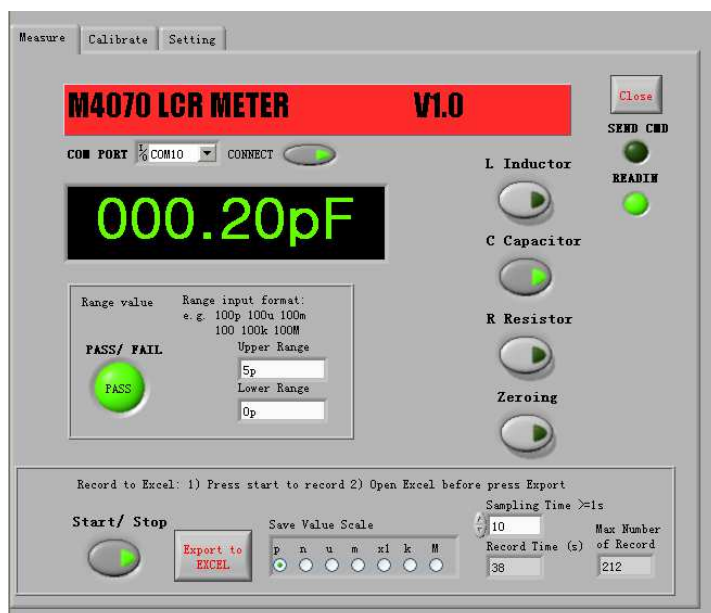 Measure Calibrate Setting
M4070 LCR METER V1.0
Close
SEND CMD
COM PORT I/O COM10 CONNECT
READIN
L Inductor
000.20pF
C Capacitor
Range value
Range input format:
e.g. 100p 100u 100m
100 100k 100M
R Resistor
PASS/ FAIL
Upper Range
5p
PASS
Lower Range
0p
Zeroing
Record to Excel: 1) Press start to record 2) Open Excel before press Export
Start/ Stop
Export to
EXCEL
Save Value Scale
p n u m x1 k M
Sampling Time >=1s
10
Record Time (s)
38
Max Number
of Record
212